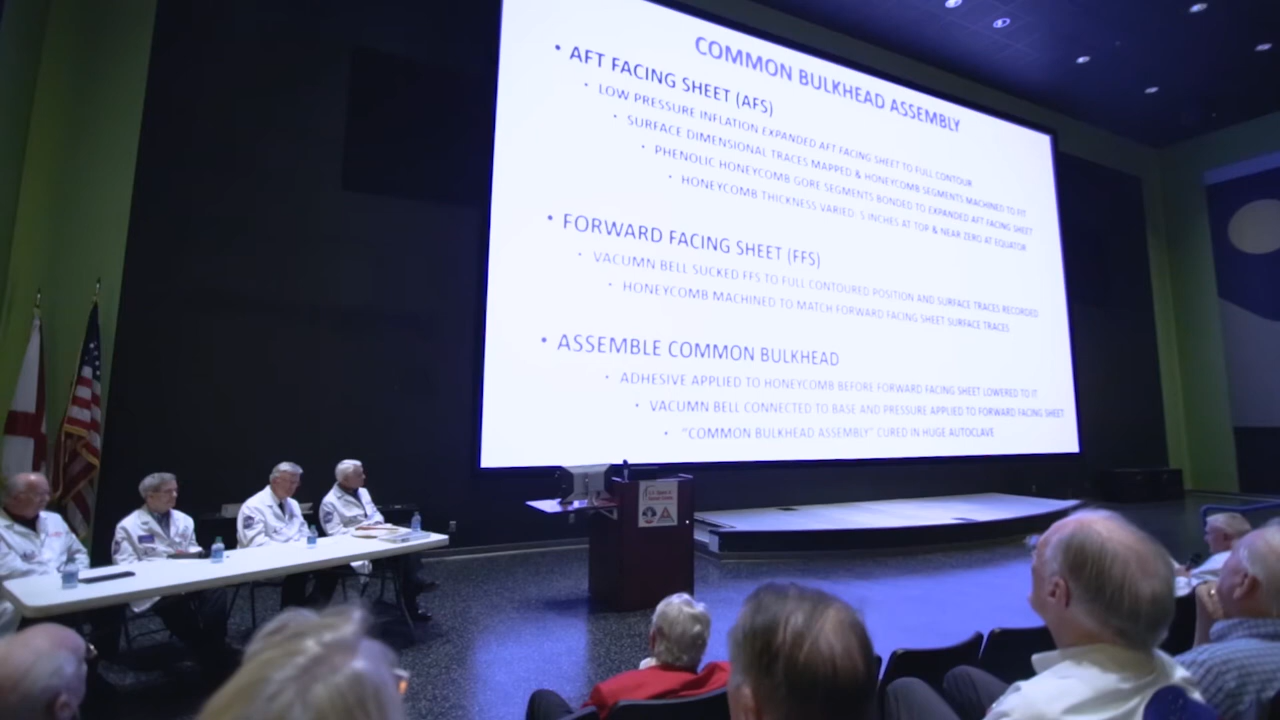 COMMON BULKHEAD ASSEMBLY
• AFT FACING SHEET (AFS)
• LOW PRESSURE INFLATION EXPANDED AFT FACING SHEET TO FULL CONTOUR
• SURFACE DIMENSIONAL TRACES MAPPED & HONEYCOMB SEGMENTS MACHINED TO FIT
• PHENOLIC HONEYCOMB GORE SEGMENTS BONDED TO EXPANDED AFT FACING SHEET
• HONEYCOMB THICKNESS VARIED: 5 INCHES AT TOP & NEAR ZERO AT EQUATOR
• FORWARD FACING SHEET (FFS)
• VACUMN BELL SUCKED FFS TO FULL CONTOURED POSITION AND SURFACE TRACES RECORDED
• HONEYCOMB MACHINED TO MATCH FORWARD FACING SHEET SURFACE TRACES
• ASSEMBLE COMMON BULKHEAD
• ADHESIVE APPLIED TO HONEYCOMB BEFORE FORWARD FACING SHEET LOWERED TO IT
• VACUMN BELL CONNECTED TO BASE AND PRESSURE APPLIED TO FORWARD FACING SHEET
• "COMMON BULKHEAD ASSEMBLY" CURED IN HUGE AUTOCLAVE
U.S. Space &
Rocket Center